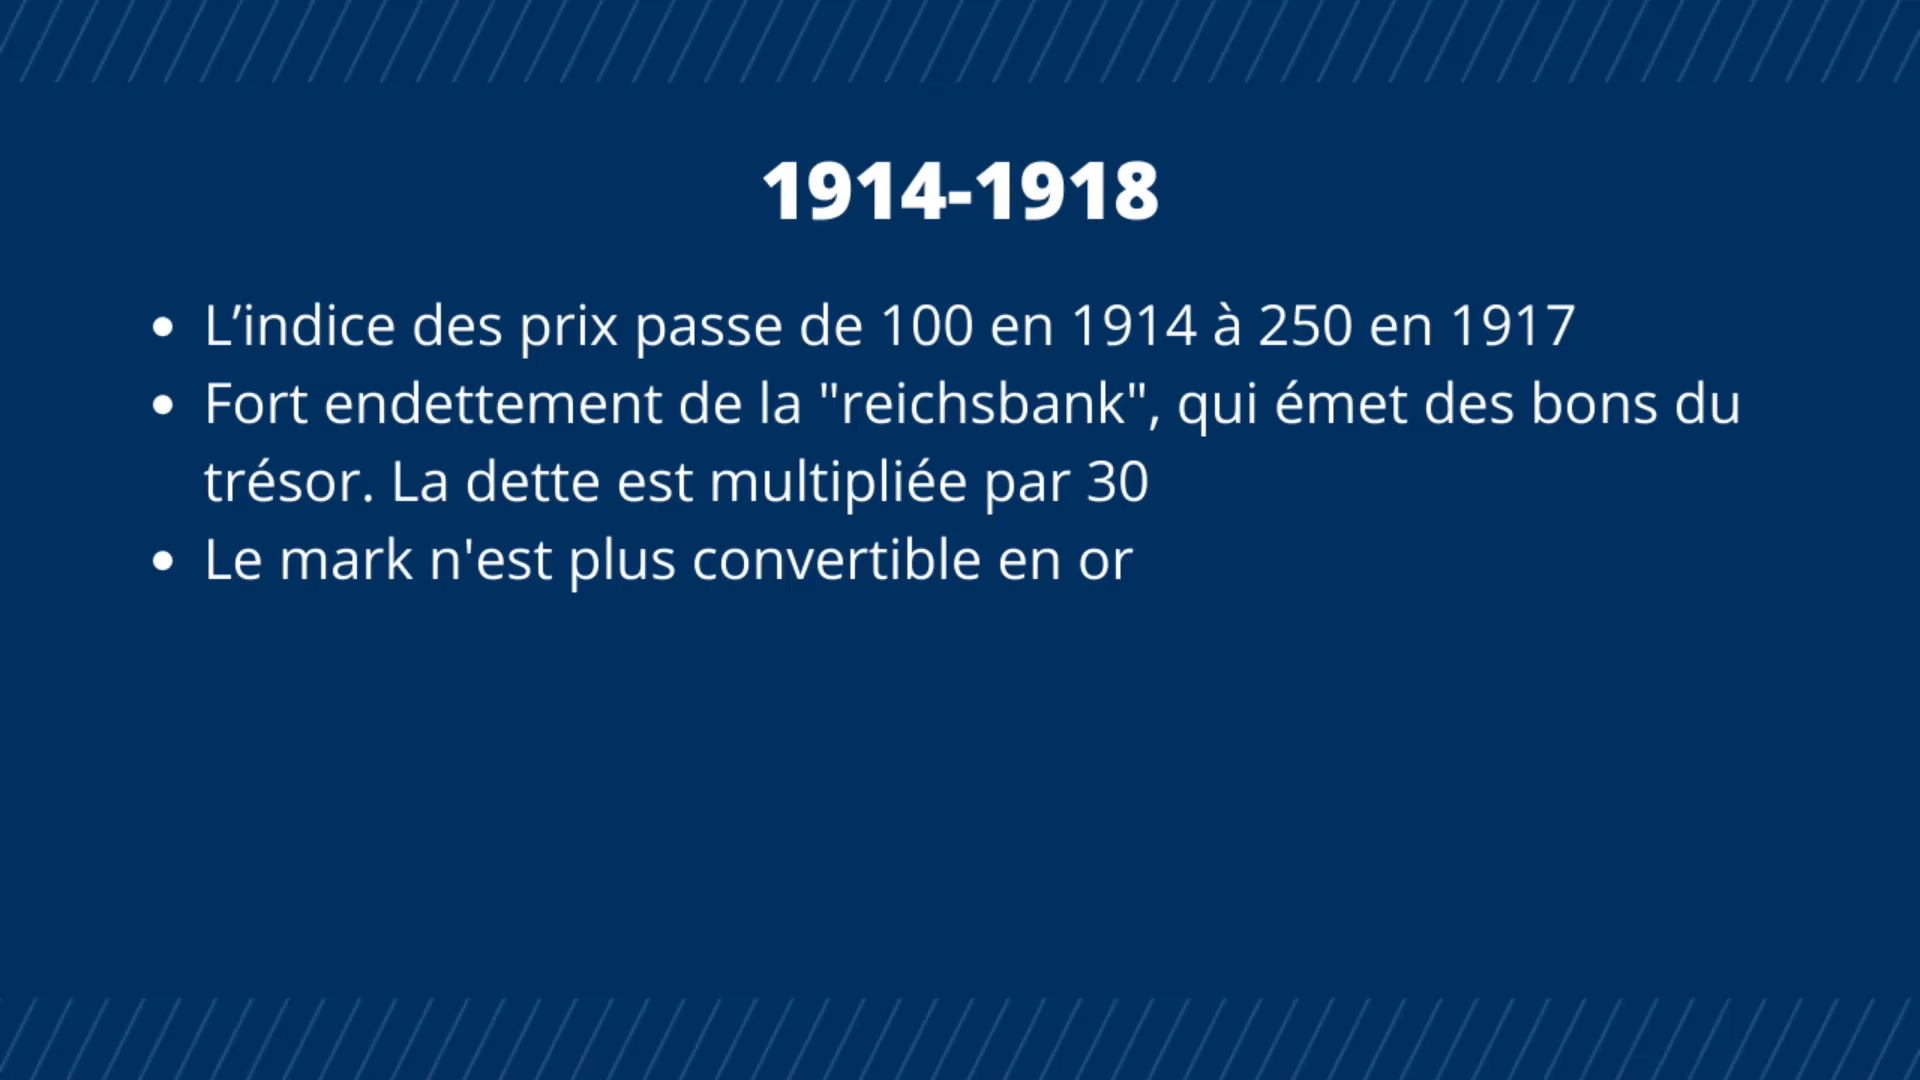 1914-1918
• L’indice des prix passe de 100 en 1914 à 250 en 1917
• Fort endettement de la "reichsbank", qui émet des bons du
trésor. La dette est multipliée par 30
• Le mark n'est plus convertible en or